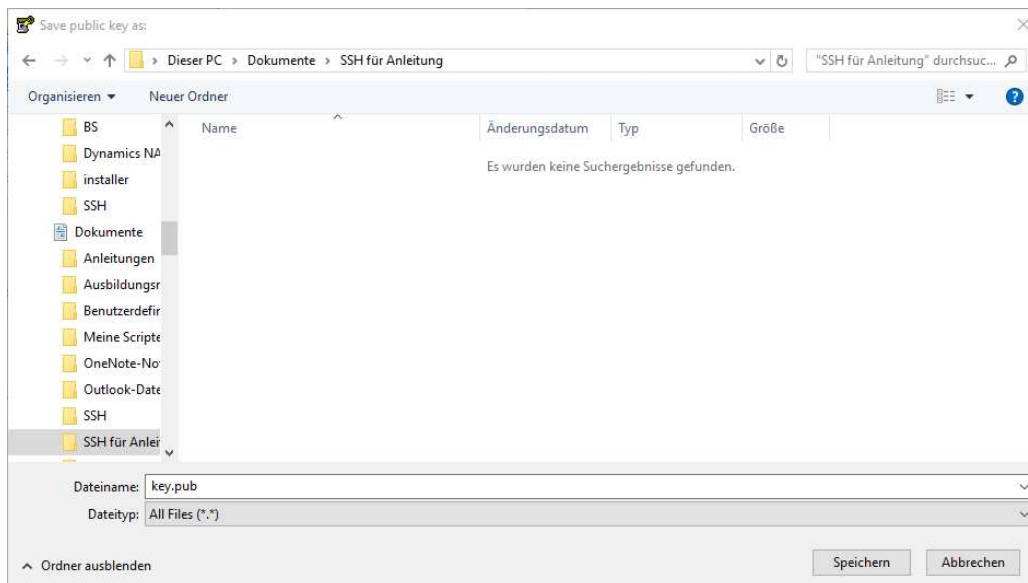 Save public key as:
Dieser PC > Dokumente > SSH für Anleitung
"SSH für Anleitung" durchsuc...
Organisieren
Neuer Ordner
Name
Änderungsdatum
Typ
Größe
Es wurden keine Suchergebnisse gefunden.
BS
Dynamics NA
installer
SSH
Dokumente
Anleitungen
Ausbildungsr
Benutzerdefir
Meine Scripte
OneNote-No
Outlook-Date
SSH
SSH für Anlei
Dateiname: key.pub
Dateityp: All Files (*.*)
Ordner ausblenden
Speichern
Abbrechen